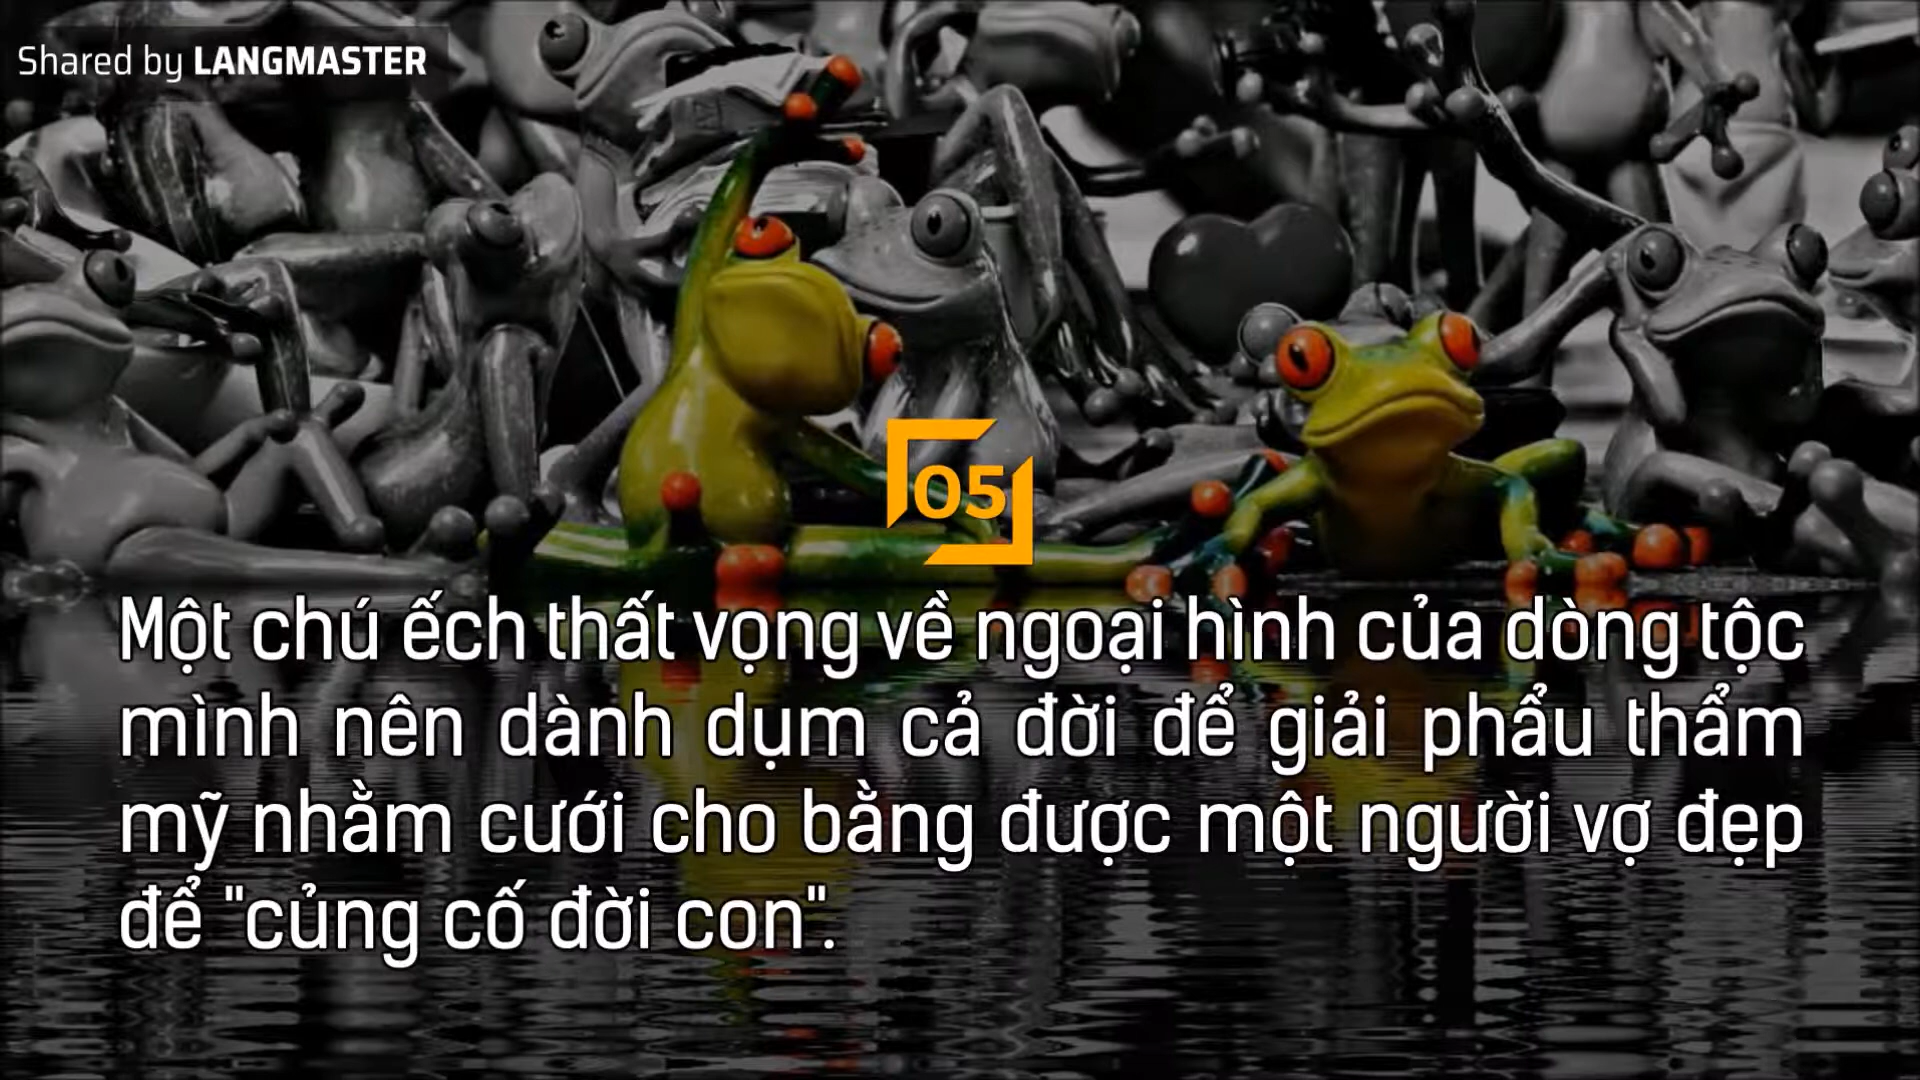 Shared by LANGMASTER
05
Một chú ếch thất vọng về ngoại hình của dòng tộc
mình nên dành dụm cả đời để giải phẩu thẩm
mỹ nhằm cưới cho bằng được một người vợ đẹp
để "củng cố đời con".